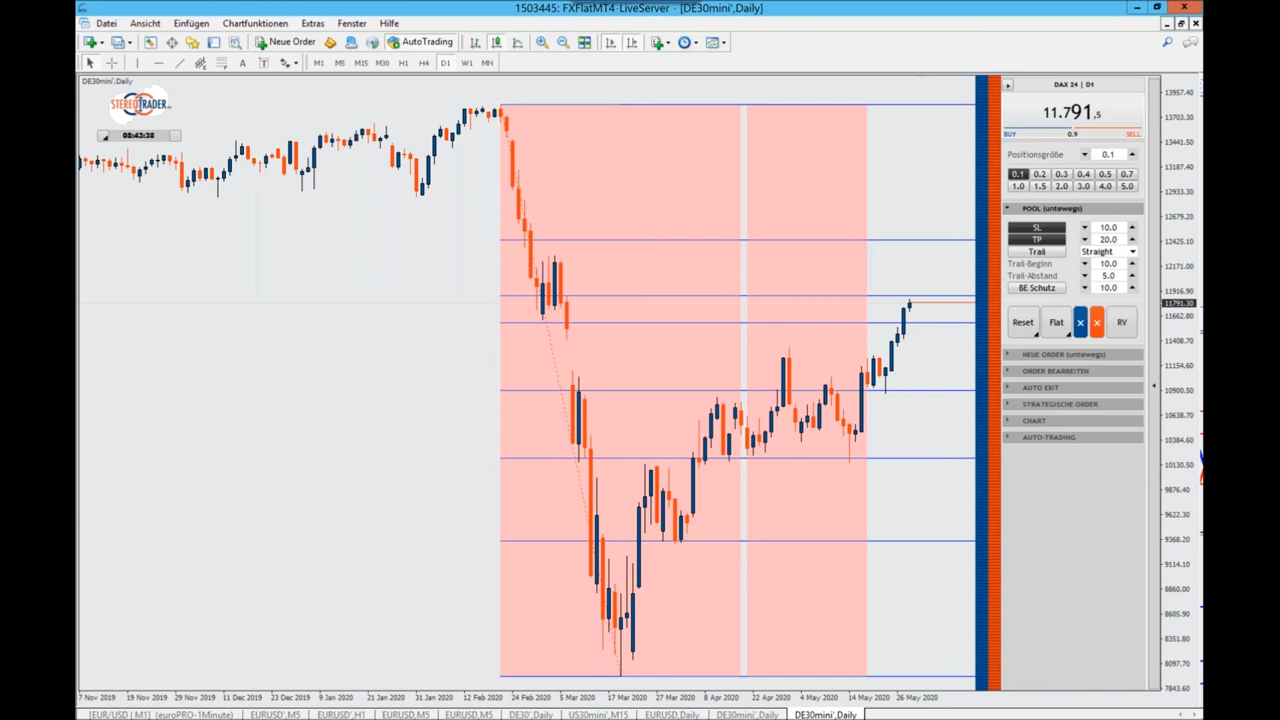 1503445: FXFlatMT4-LiveServer - [DE30mini',Daily]
Datei Ansicht Einfügen Chartfunktionen Extras Fenster Hilfe
Neue Order AutoTrading
A T M1 M5 M15 M30 H1 H4 D1 W1 MN
DE30mini',Daily
STEREOTRADER
08:43:38
DAX 24 | D1
11.791,5
BUY 0.9 SELL
Positionsgröße 0.1
0.1 0.2 0.3 0.4 0.5 0.7
1.0 1.5 2.0 3.0 4.0 5.0
POOL (unterwegs)
SL 10.0
TP 20.0
Trail Straight
Trail-Beginn 10.0
Trail-Abstand 5.0
BE Schutz 10.0
Reset Flat × × RV
NEUE ORDER (unterwegs)
ORDER BEARBEITEN
AUTO EXIT
STRATEGISCHE ORDER
CHART
AUTO-TRADING
13957.40
13703.30
13441.50
13187.40
12933.30
12679.20
12425.10
12171.00
11916.90
11791.30
11662.80
11408.70
11154.60
10900.50
10638.70
10384.60
10130.50
9876.40
9622.30
9368.20
9114.10
8860.00
8605.90
8351.80
8097.70
7843.60
7 Nov 2019 19 Nov 2019 29 Nov 2019 11 Dec 2019 9 Jan 2020 21 Jan 2020 31 Jan 2020 12 Feb 2020 24 Feb 2020 5 Mar 2020 17 Mar 2020 27 Mar 2020 8 Apr 2020 22 Apr 2020 4 May 2020 14 May 2020 26 May 2020
[EUR/USD | M1] (euroPRO-1Minute) EURUSD',M5 EURUSD',H1 EURUSD,M5 EURUSD,M5 DE30',Daily US30mini',M15 EURUSD,Daily DE30mini',Daily DE30mini',Daily